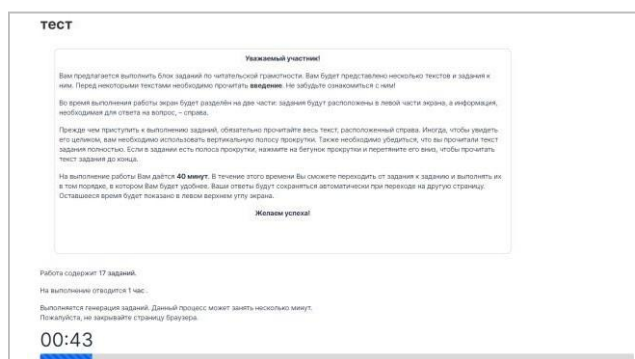 тест
Уважаемый участник!
Вам предлагается выполнить блок заданий по читательской грамотности. Вам будет представлено несколько текстов и задания к
ним. Перед некоторыми текстами необходимо прочитать введение. Не забудьте ознакомиться с ним!
Во время выполнения работы экран будет разделён на две части: задания будут расположены в левой части экрана, а информация,
необходимая для ответа на вопрос, – справа.
Прежде чем приступить к выполнению заданий, обязательно прочитайте весь текст, расположенный справа. Иногда, чтобы увидеть
его целиком, вам необходимо использовать вертикальную полосу прокрутки. Также необходимо убедиться, что вы прочитали текст
задания полностью. Если в задании есть полоса прокрутки, нажмите на бегунок прокрутки и перетяните его вниз, чтобы прочитать
текст задания до конца.
На выполнение работы Вам даётся 40 минут. В течение этого времени Вы сможете переходить от задания к заданию и выполнять их
в том порядке, в котором Вам будет удобнее. Ваши ответы будут сохраняться автоматически при переходе на другую страницу.
Оставшееся время будет показано в левом верхнем углу экрана.
Желаем успеха!
Работа содержит 17 заданий.
На выполнение отводится 1 час .
Выполняется генерация заданий. Данный процесс может занять несколько минут.
Пожалуйста, не закрывайте страницу браузера.
00:43